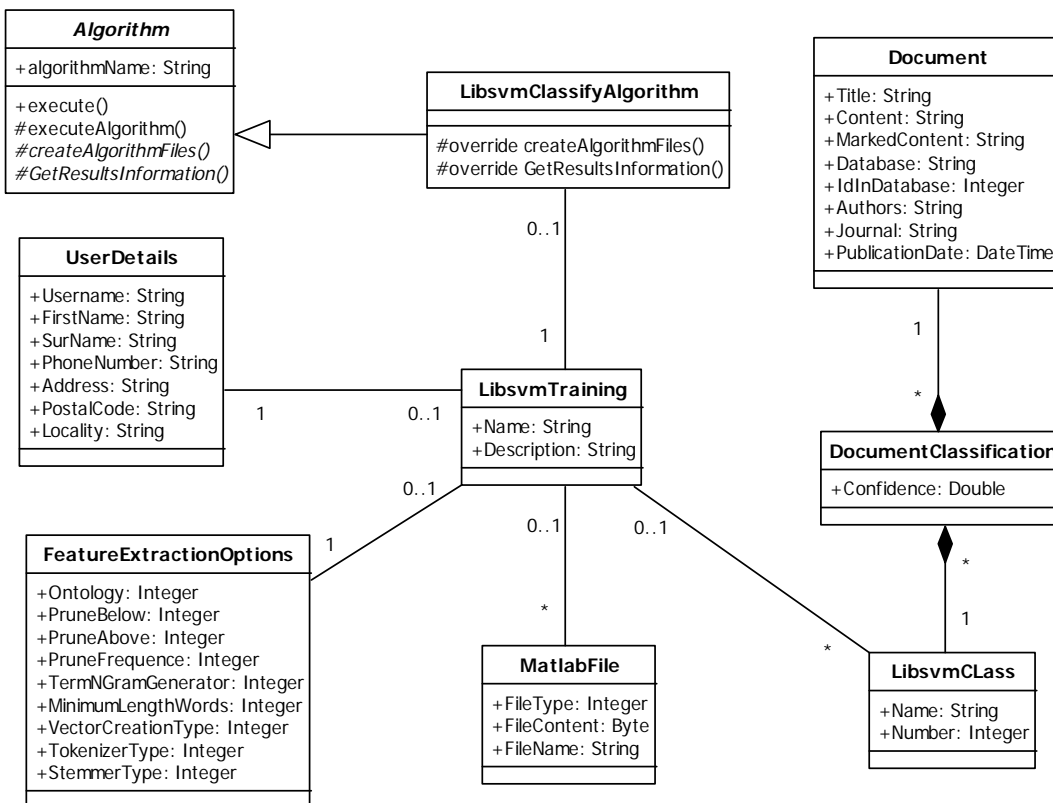 Algorithm
+algorithmName: String
+execute()
#executeAlgorithm()
#createAlgorithmFiles()
#GetResultsInformation()
LibsvmClassifyAlgorithm
#override createAlgorithmFiles()
#override GetResultsInformation()
0..1
1
Document
+Title: String
+Content: String
+MarkedContent: String
+Database: String
+IdInDatabase: Integer
+Authors: String
+Journal: String
+PublicationDate: DateTime
1
*
UserDetails
+Username: String
+FirstName: String
+SurName: String
+PhoneNumber: String
+Address: String
+PostalCode: String
+Locality: String
1
0..1
LibsvmTraining
+Name: String
+Description: String
DocumentClassification
+Confidence: Double
0..1
1
0..1
*
0..1
*
*
1
FeatureExtractionOptions
+Ontology: Integer
+PruneBelow: Integer
+PruneAbove: Integer
+PruneFrequence: Integer
+TermNGramGenerator: Integer
+MinimumLengthWords: Integer
+VectorCreationType: Integer
+TokenizerType: Integer
+StemmerType: Integer
MatlabFile
+FileType: Integer
+FileContent: Byte
+FileName: String
LibsvmCLass
+Name: String
+Number: Integer